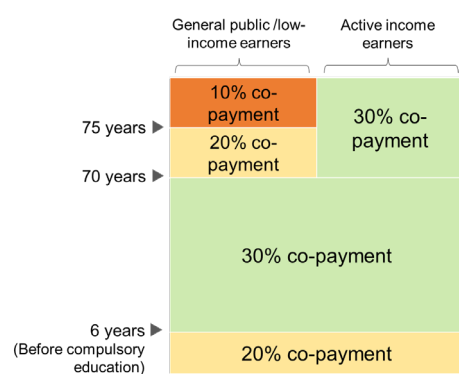 General public /low-
income earners
Active income
earners
10% co-
payment
30% co-
payment
75 years
20% co-
payment
70 years
30% co-payment
6 years
(Before compulsory
education)
20% co-payment